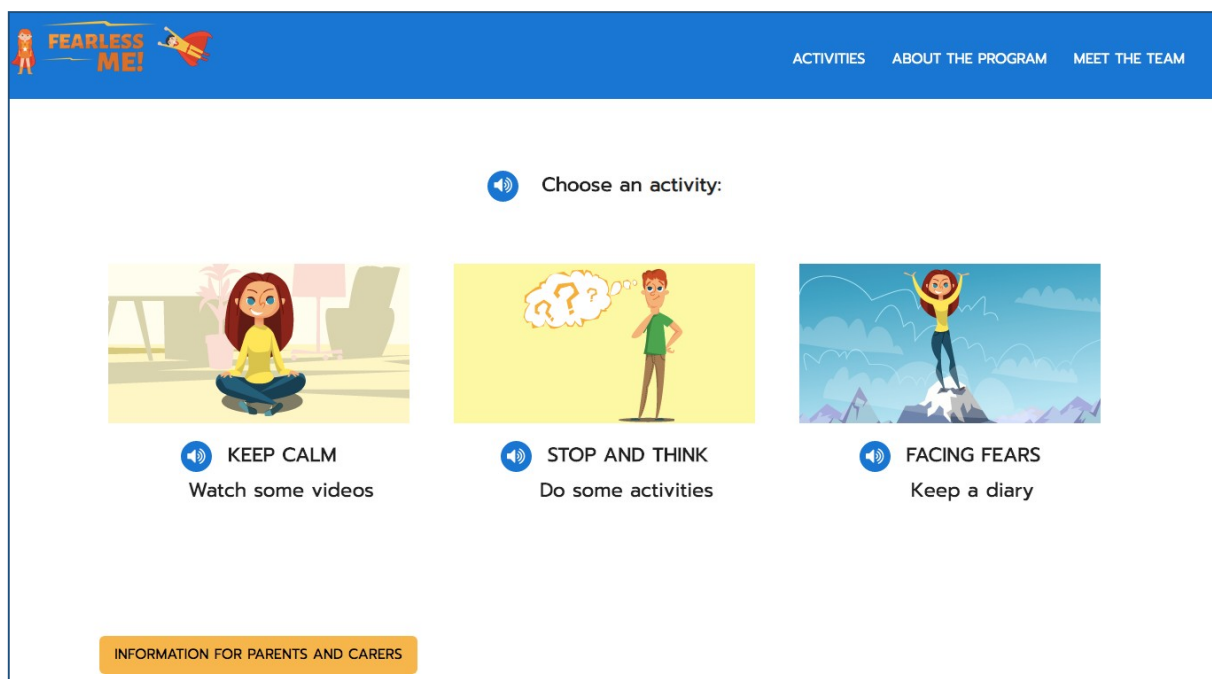 FEARLESS
ME!
ACTIVITIES ABOUT THE PROGRAM MEET THE TEAM
Choose an activity:
???
KEEP CALM
Watch some videos
STOP AND THINK
Do some activities
FACING FEARS
Keep a diary
INFORMATION FOR PARENTS AND CARERS